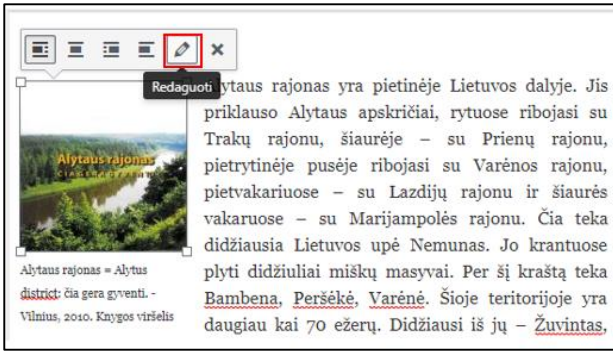 Redaguoti
Alytaus rajonas
ČIA GERA GYVENTI
Alytaus rajonas = Alytus
district: čia gera gyventi. -
Vilnius, 2010. Knygos viršelis
lytaus rajonas yra pietinėje Lietuvos dalyje. Jis
priklauso Alytaus apskričiai, rytuose ribojasi su
Trakų rajonu, šiaurėje – su Prienų rajonu,
pietrytinėje pusėje ribojasi su Varėnos rajonu,
pietvakariuose – su Lazdijų rajonu ir šiaurės
vakaruose – su Marijampolės rajonu. Čia teka
didžiausia Lietuvos upė Nemunas. Jo krantuose
plyti didžiuliai miškų masyvai. Per šį kraštą teka
Bambena, Peršėkė, Varėnė. Šioje teritorijoje yra
daugiau kai 70 ežerų. Didžiausi iš jų – Žuvintas,